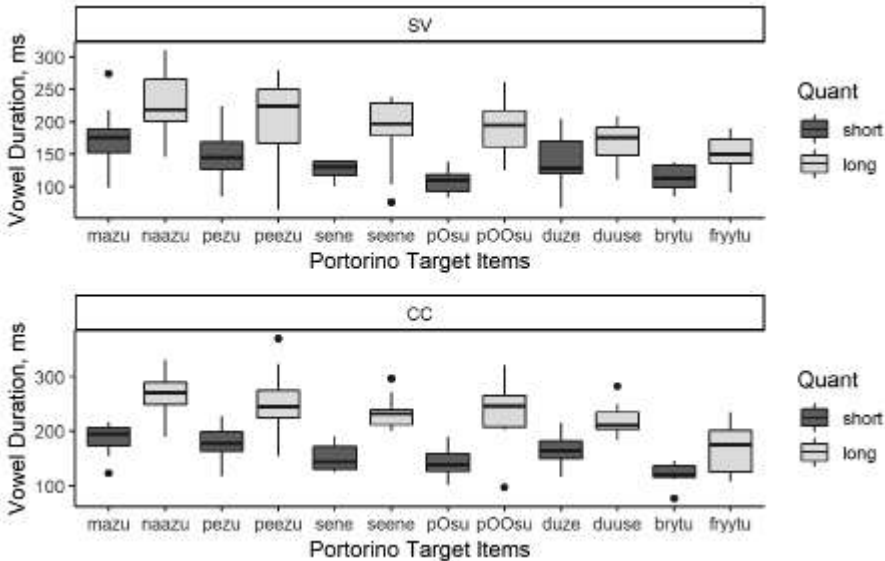 SV
Vowel Duration, ms
300
250
200
150
100
mazu naazu pezu peezu sene seene pOsu pOOsu duze duuse brytu fryytu
Portorino Target Items
Quant
short
long
CC
Vowel Duration, ms
300
200
100
mazu naazu pezu peezu sene seene pOsu pOOsu duze duuse brytu fryytu
Portorino Target Items
Quant
short
long